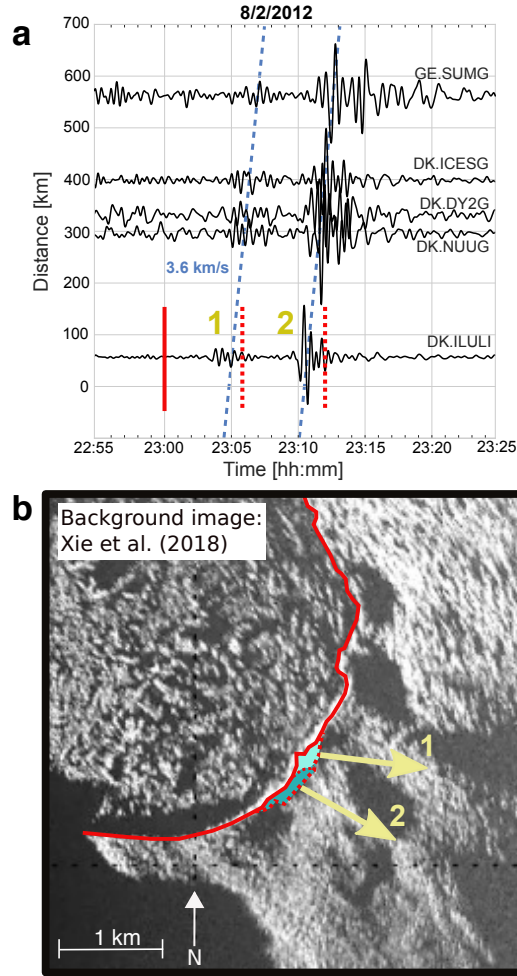 8/2/2012
a
700
600
500
400
300
200
100
0
Distance [km]
GE.SUMG
DK.ICESG
DK.DY2G
DK.NUUG
3.6 km/s
1
2
DK.ILULI
22:55 23:00 23:05 23:10 23:15 23:20 23:25
Time [hh:mm]
b
Background image:
Xie et al. (2018)
1
2
1 km
N